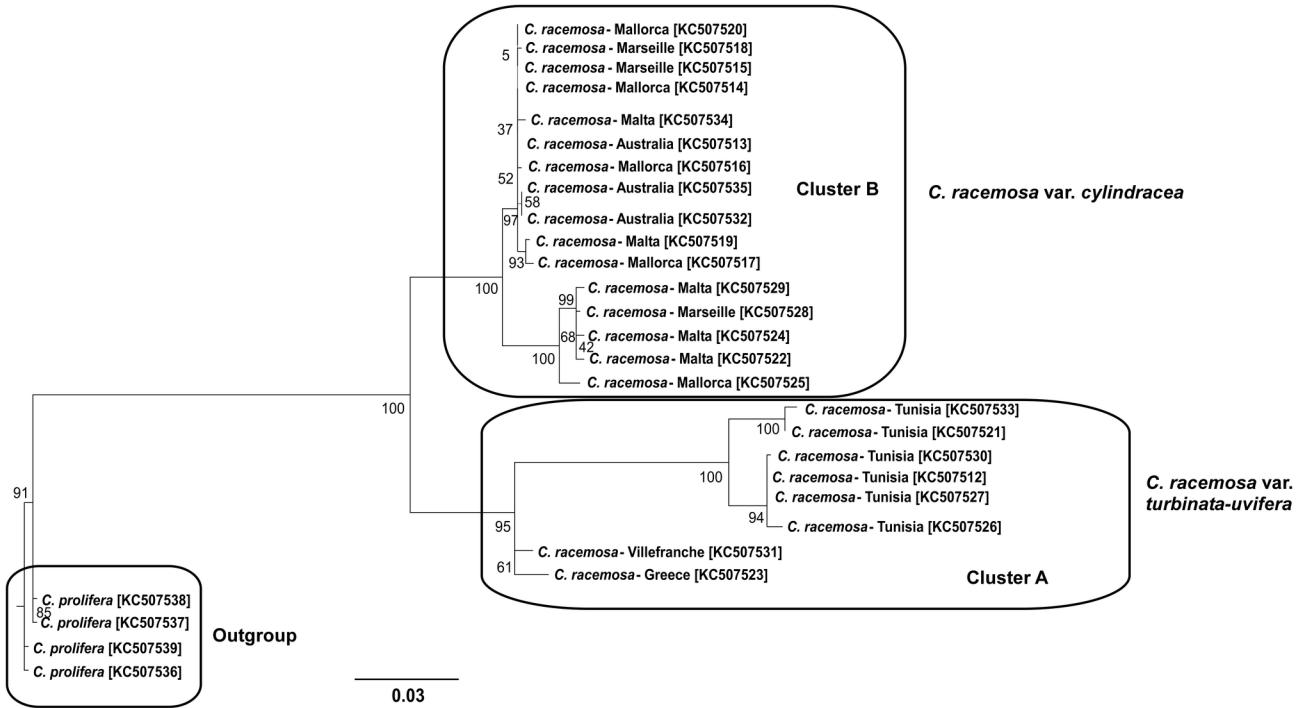 C. racemosa- Mallorca [KC507520]
C. racemosa- Marseille [KC507518]
5
C. racemosa- Marseille [KC507515]
C. racemosa- Mallorca [KC507514]
C. racemosa- Malta [KC507534]
37
C. racemosa- Australia [KC507513]
C. racemosa- Mallorca [KC507516]
52
C. racemosa- Australia [KC507535]
Cluster B
C. racemosa var. cylindracea
58
97
C. racemosa- Australia [KC507532]
C. racemosa- Malta [KC507519]
93
C. racemosa- Mallorca [KC507517]
100
C. racemosa- Malta [KC507529]
99
C. racemosa- Marseille [KC507528]
68
C. racemosa- Malta [KC507524]
42
100
C. racemosa- Malta [KC507522]
C. racemosa- Mallorca [KC507525]
100
C. racemosa- Tunisia [KC507533]
100
C. racemosa- Tunisia [KC507521]
C. racemosa- Tunisia [KC507530]
100
C. racemosa- Tunisia [KC507512]
C. racemosa var.
turbinata-uvifera
C. racemosa- Tunisia [KC507527]
94
C. racemosa- Tunisia [KC507526]
91
95
C. racemosa- Villefranche [KC507531]
61
C. racemosa- Greece [KC507523]
Cluster A
C. prolifera [KC507538]
85
C. prolifera [KC507537]
Outgroup
C. prolifera [KC507539]
C. prolifera [KC507536]
0.03